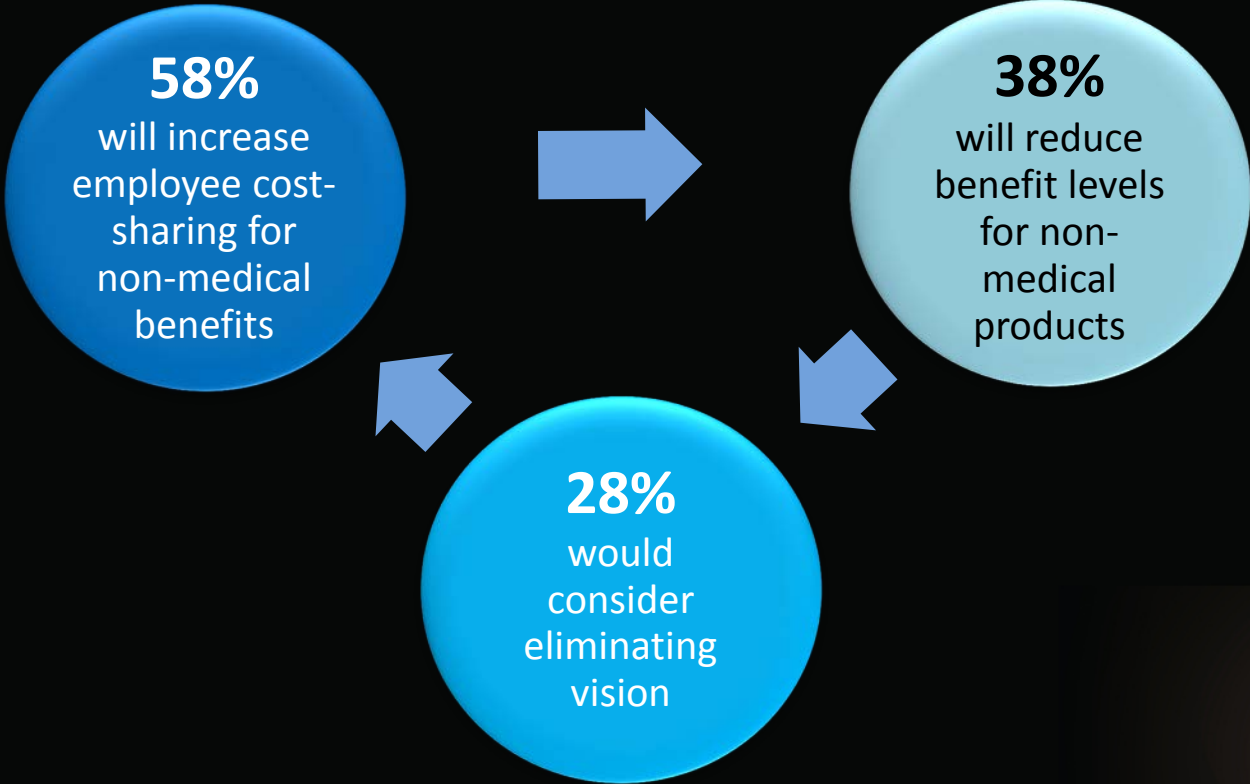 58%
will increase
employee cost-
sharing for
non-medical
benefits
38%
will reduce
benefit levels
for non-
medical
products
28%
would
consider
eliminating
vision